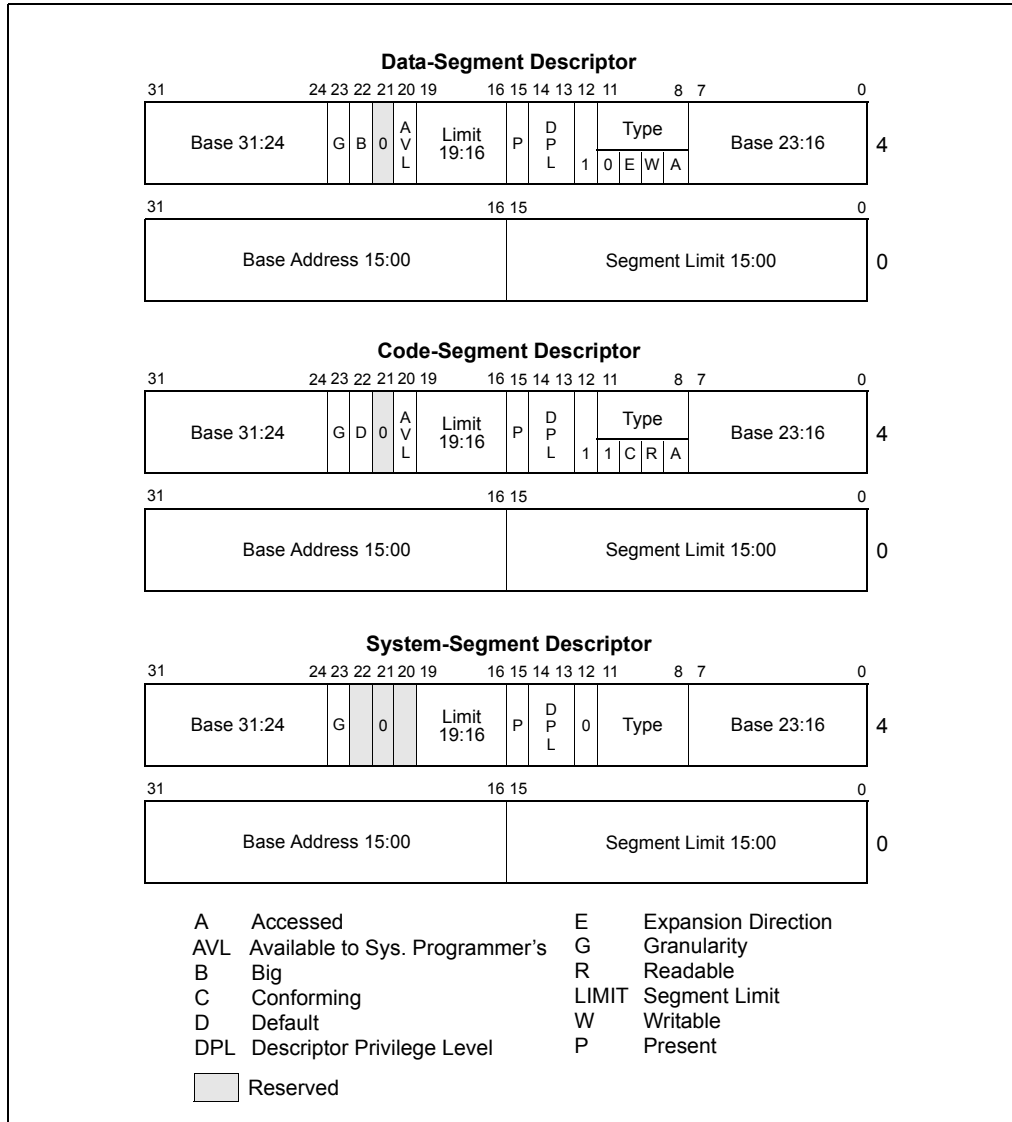 Data-Segment Descriptor
31 24 23 22 21 20 19 16 15 14 13 12 11 8 7 0
Base 31:24 G B 0 AVL Limit 19:16 P DPL 1 Type 0 E W A Base 23:16 4
31 16 15 0
Base Address 15:00 Segment Limit 15:00 0
Code-Segment Descriptor
31 24 23 22 21 20 19 16 15 14 13 12 11 8 7 0
Base 31:24 G D 0 AVL Limit 19:16 P DPL 1 Type 1 C R A Base 23:16 4
31 16 15 0
Base Address 15:00 Segment Limit 15:00 0
System-Segment Descriptor
31 24 23 22 21 20 19 16 15 14 13 12 11 8 7 0
Base 31:24 G 0 Limit 19:16 P DPL 0 Type Base 23:16 4
31 16 15 0
Base Address 15:00 Segment Limit 15:00 0
A Accessed
AVL Available to Sys. Programmer's
B Big
C Conforming
D Default
DPL Descriptor Privilege Level
E Expansion Direction
G Granularity
R Readable
LIMIT Segment Limit
W Writable
P Present
Reserved